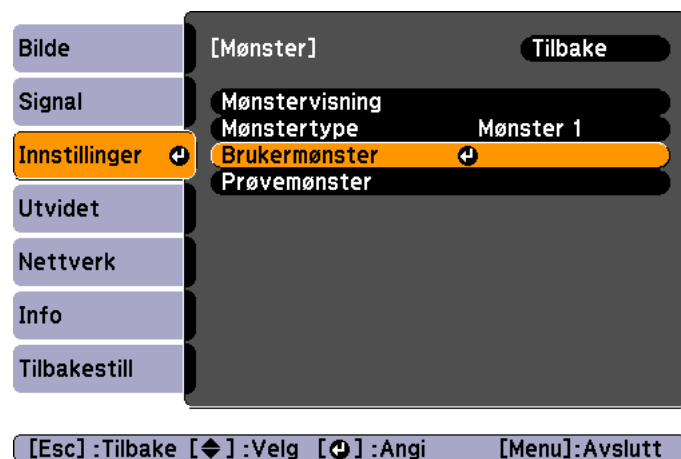 Bilde
Signal
Innstillinger
Utvidet
Nettverk
Info
Tilbakestill
[Mønster] Tilbake
Mønstervisning
Mønstertype Mønster 1
Brukermønster
Prøvemønster
[Esc] :Tilbake [◆] :Velg [⏎] :Angi [Menu]:Avslutt